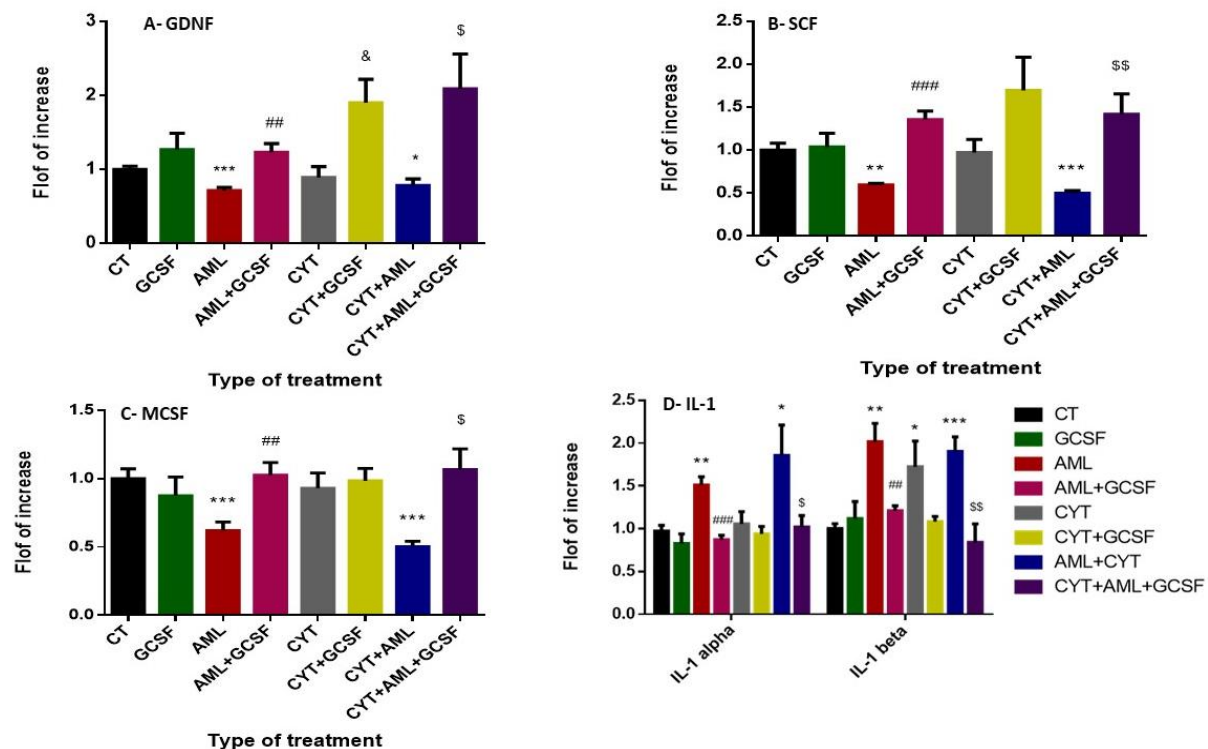 A- GDNF
3
2
1
0
Flof of increase
***
##
&
*
$
CT
GCSF
AML
AML+GCSF
CYT
CYT+GCSF
CYT+AML
CYT+AML+GCSF
Type of treatment
B- SCF
2.5
2.0
1.5
1.0
0.5
0.0
Flof of increase
**
###
***
$$
CT
GCSF
AML
AML+GCSF
CYT
CYT+GCSF
CYT+AML
CYT+AML+GCSF
Type of treatment
C- MCSF
1.5
1.0
0.5
0.0
Flof of increase
***
##
***
$
CT
GCSF
AML
AML+GCSF
CYT
CYT+GCSF
CYT+AML
CYT+AML+GCSF
Type of treatment
D- IL-1
2.5
2.0
1.5
1.0
0.5
0.0
Flof of increase
**
###
*
$
**
##
*
***
$$
IL-1 alpha
IL-1 beta
CT
GCSF
AML
AML+GCSF
CYT
CYT+GCSF
AML+CYT
CYT+AML+GCSF